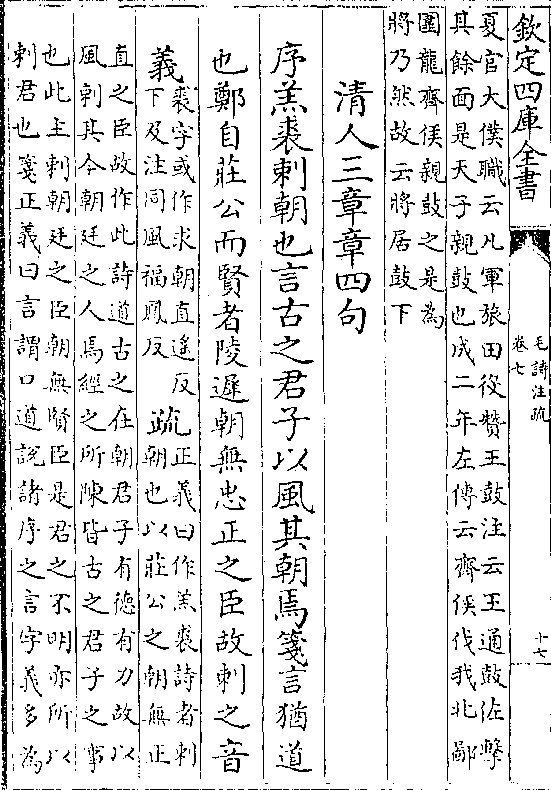 欽定四庫全書
毛詩注疏
卷七
十七
夏官大僕職云凡軍旅田役贊王鼓注云王通鼓佐擊
其餘面是天子親鼓也成二年左傳云齊侯伐我北鄙
圍龍齊侯親鼓之是為
將乃然故云將居鼓下
清人三章章四句
序羔裘刺朝也言古之君子以風其朝焉箋言猶道
也鄭自莊公而賢者陵遲朝無忠正之臣故刺之音
義裘字或作求朝直遥反
下及注同風福鳳反
疏正義曰作羔裘詩者刺
朝也以莊公之朝無正
直之臣故作此詩道古之在朝君子有德有力故以
風刺其今朝廷之人焉經之所陳皆古之君子之事
也此主刺朝廷之臣朝無賢臣是君之不明亦所以
刺君也箋正義曰言謂口道說諸序之言字義多為